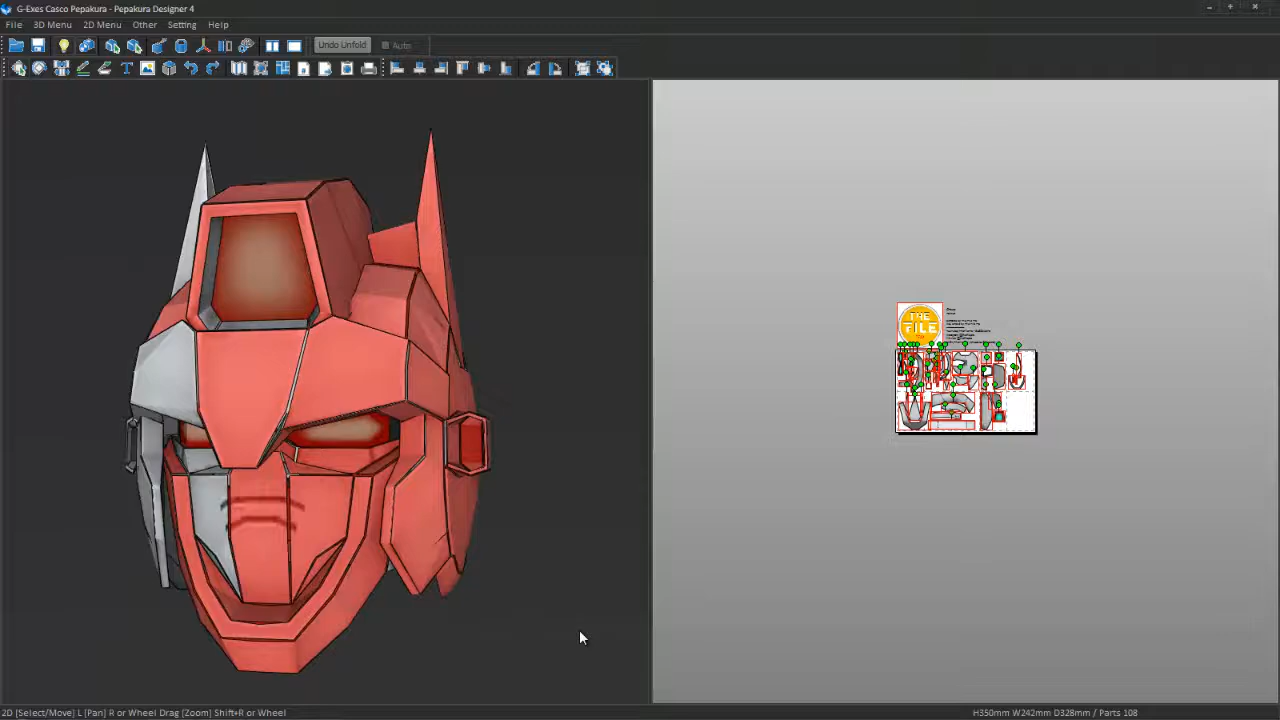 G-Exes Casco Pepakura - Pepakura Designer 4
File 3D Menu 2D Menu Other Setting Help
Undo Unfold Auto
THE
FILE
2D [Select/Move] L [Pan] R or Wheel Drag [Zoom] Shift+R or Wheel
H350mm W242mm D328mm / Parts 108